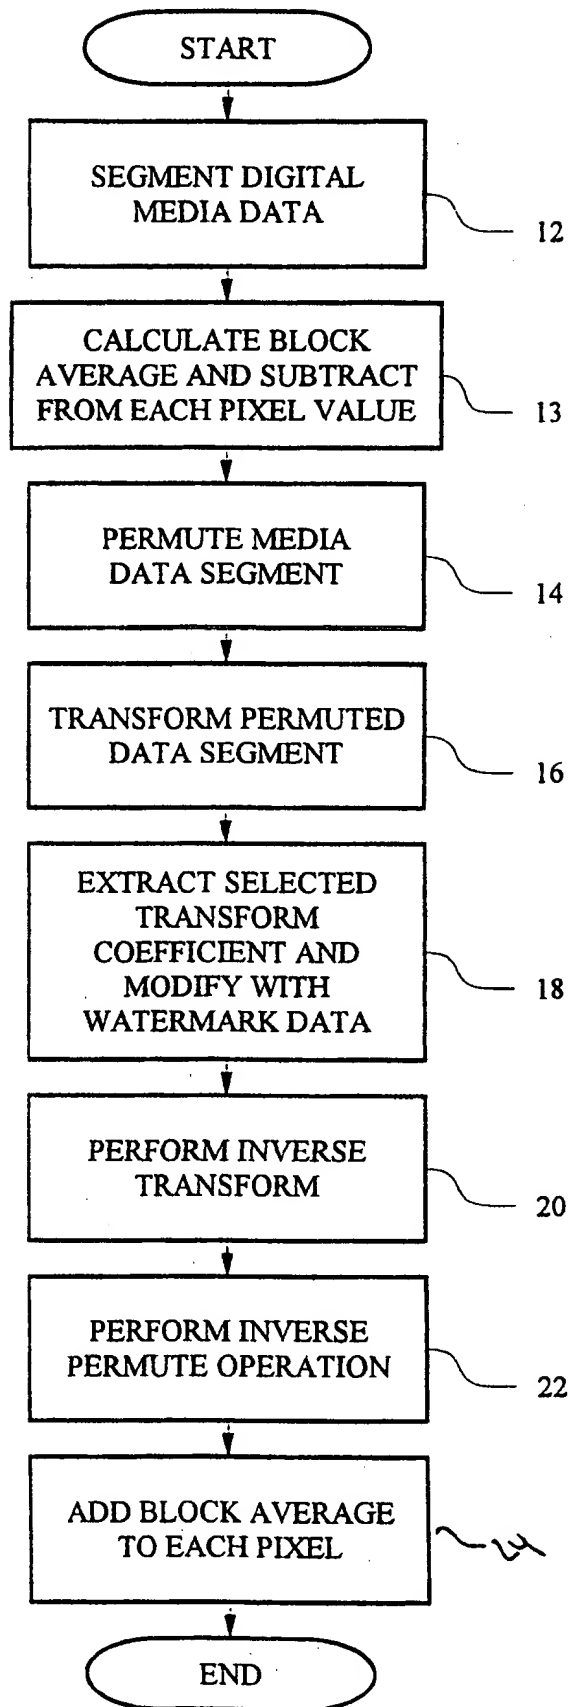 START
SEGMENT DIGITAL
MEDIA DATA
12
CALCULATE BLOCK
AVERAGE AND SUBTRACT
FROM EACH PIXEL VALUE
13
PERMUTE MEDIA
DATA SEGMENT
14
TRANSFORM PERMUTED
DATA SEGMENT
16
EXTRACT SELECTED
TRANSFORM
COEFFICIENT AND
MODIFY WITH
WATERMARK DATA
18
PERFORM INVERSE
TRANSFORM
20
PERFORM INVERSE
PERMUTE OPERATION
22
ADD BLOCK AVERAGE
TO EACH PIXEL
24
END